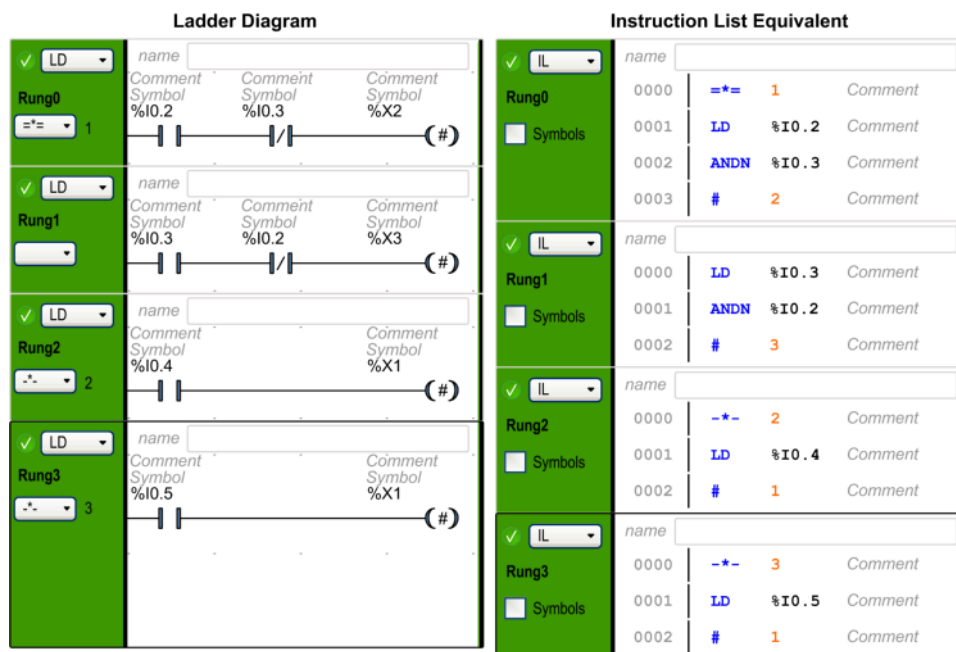 Ladder Diagram
LD
name
Rung0
Comment Comment Comment
Symbol Symbol Symbol
%I0.2 %I0.3 %X2
=*= 1
(#)
LD
name
Rung1
Comment Comment Comment
Symbol Symbol Symbol
%I0.3 %I0.2 %X3
(#)
LD
name
Rung2
Comment Comment
Symbol Symbol
%I0.4 %X1
-*- 2
(#)
LD
name
Rung3
Comment Comment
Symbol Symbol
%I0.5 %X1
-*- 3
(#)
Instruction List Equivalent
IL
name
Rung0
Symbols
0000 =*= 1 Comment
0001 LD %I0.2 Comment
0002 ANDN %I0.3 Comment
0003 # 2 Comment
IL
name
Rung1
Symbols
0000 LD %I0.3 Comment
0001 ANDN %I0.2 Comment
0002 # 3 Comment
IL
name
Rung2
Symbols
0000 -*- 2 Comment
0001 LD %I0.4 Comment
0002 # 1 Comment
IL
name
Rung3
Symbols
0000 -*- 3 Comment
0001 LD %I0.5 Comment
0002 # 1 Comment